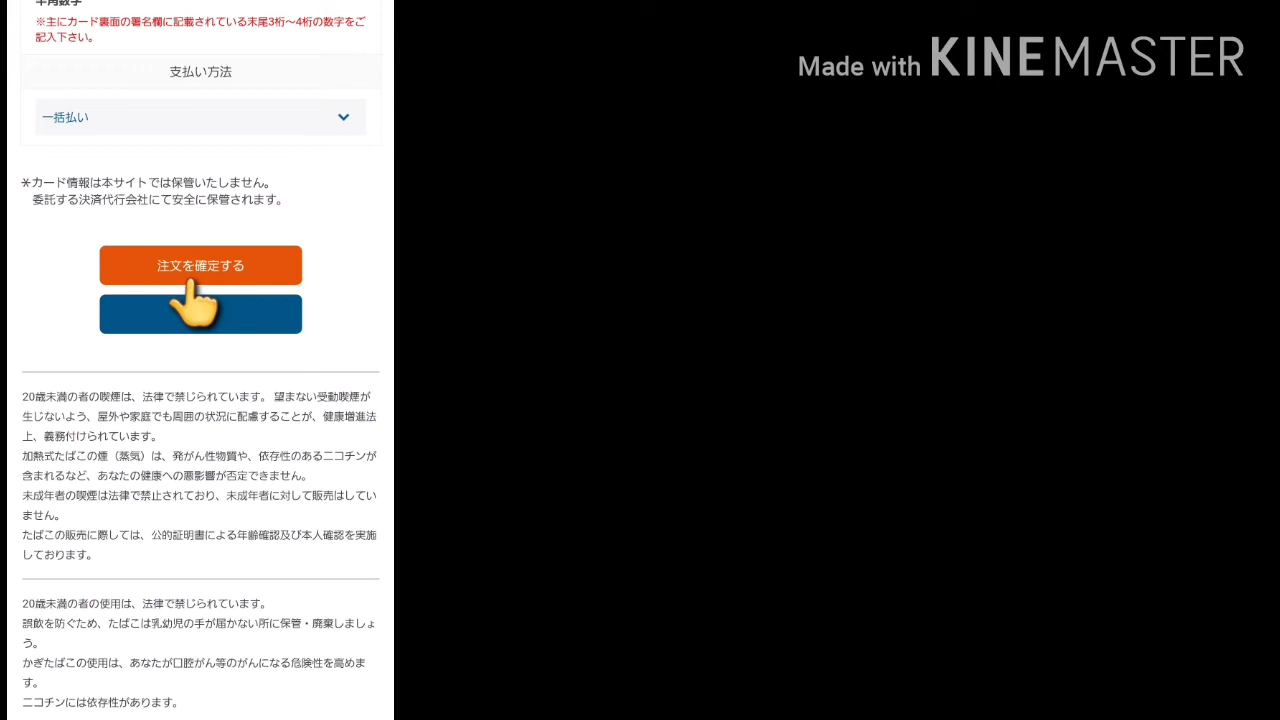 半角数字
※主にカード裏面の署名欄に記載されている末尾3桁～4桁の数字をご
記入下さい。
支払い方法
一括払い
＊カード情報は本サイトでは保管いたしません。
委託する決済代行会社にて安全に保管されます。
注文を確定する
20歳未満の者の喫煙は、法律で禁じられています。 望まない受動喫煙が
生じないよう、屋外や家庭でも周囲の状況に配慮することが、健康増進法
上、義務付けられています。
加熱式たばこの煙（蒸気）は、発がん性物質や、依存性のあるニコチンが
含まれるなど、あなたの健康への悪影響が否定できません。
未成年者の喫煙は法律で禁止されており、未成年者に対して販売はしてい
ません。
たばこの販売に際しては、公的証明書による年齢確認及び本人確認を実施
しております。
20歳未満の者の使用は、法律で禁じられています。
誤飲を防ぐため、たばこは乳幼児の手が届かない所に保管・廃棄しましょ
う。
かぎたばこの使用は、あなたが口腔がん等のがんになる危険性を高めま
す。
ニコチンには依存性があります。
Made with KINEMASTER